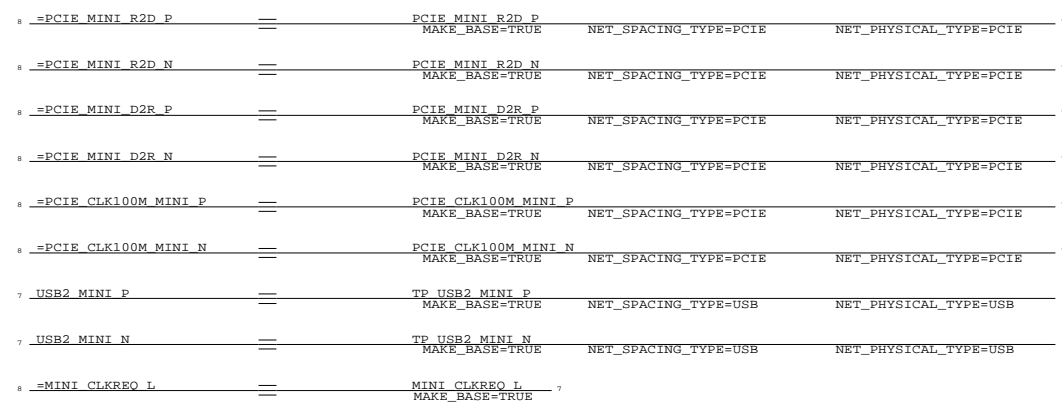 8 =PCIE_MINI_R2D_P PCIE_MINI_R2D_P
MAKE_BASE=TRUE NET_SPACING_TYPE=PCIE NET_PHYSICAL_TYPE=PCIE
8 =PCIE_MINI_R2D_N PCIE_MINI_R2D_N
MAKE_BASE=TRUE NET_SPACING_TYPE=PCIE NET_PHYSICAL_TYPE=PCIE
8 =PCIE_MINI_D2R_P PCIE_MINI_D2R_P
MAKE_BASE=TRUE NET_SPACING_TYPE=PCIE NET_PHYSICAL_TYPE=PCIE
8 =PCIE_MINI_D2R_N PCIE_MINI_D2R_N
MAKE_BASE=TRUE NET_SPACING_TYPE=PCIE NET_PHYSICAL_TYPE=PCIE
8 =PCIE_CLK100M_MINI_P PCIE_CLK100M_MINI_P
MAKE_BASE=TRUE NET_SPACING_TYPE=PCIE NET_PHYSICAL_TYPE=PCIE
8 =PCIE_CLK100M_MINI_N PCIE_CLK100M_MINI_N
MAKE_BASE=TRUE NET_SPACING_TYPE=PCIE NET_PHYSICAL_TYPE=PCIE
7 USB2_MINI_P TP_USB2_MINI_P
MAKE_BASE=TRUE NET_SPACING_TYPE=USB NET_PHYSICAL_TYPE=USB
7 USB2_MINI_N TP_USB2_MINI_N
MAKE_BASE=TRUE NET_SPACING_TYPE=USB NET_PHYSICAL_TYPE=USB
8 =MINI_CLKREQ_L MINI_CLKREQ_L 7
MAKE_BASE=TRUE